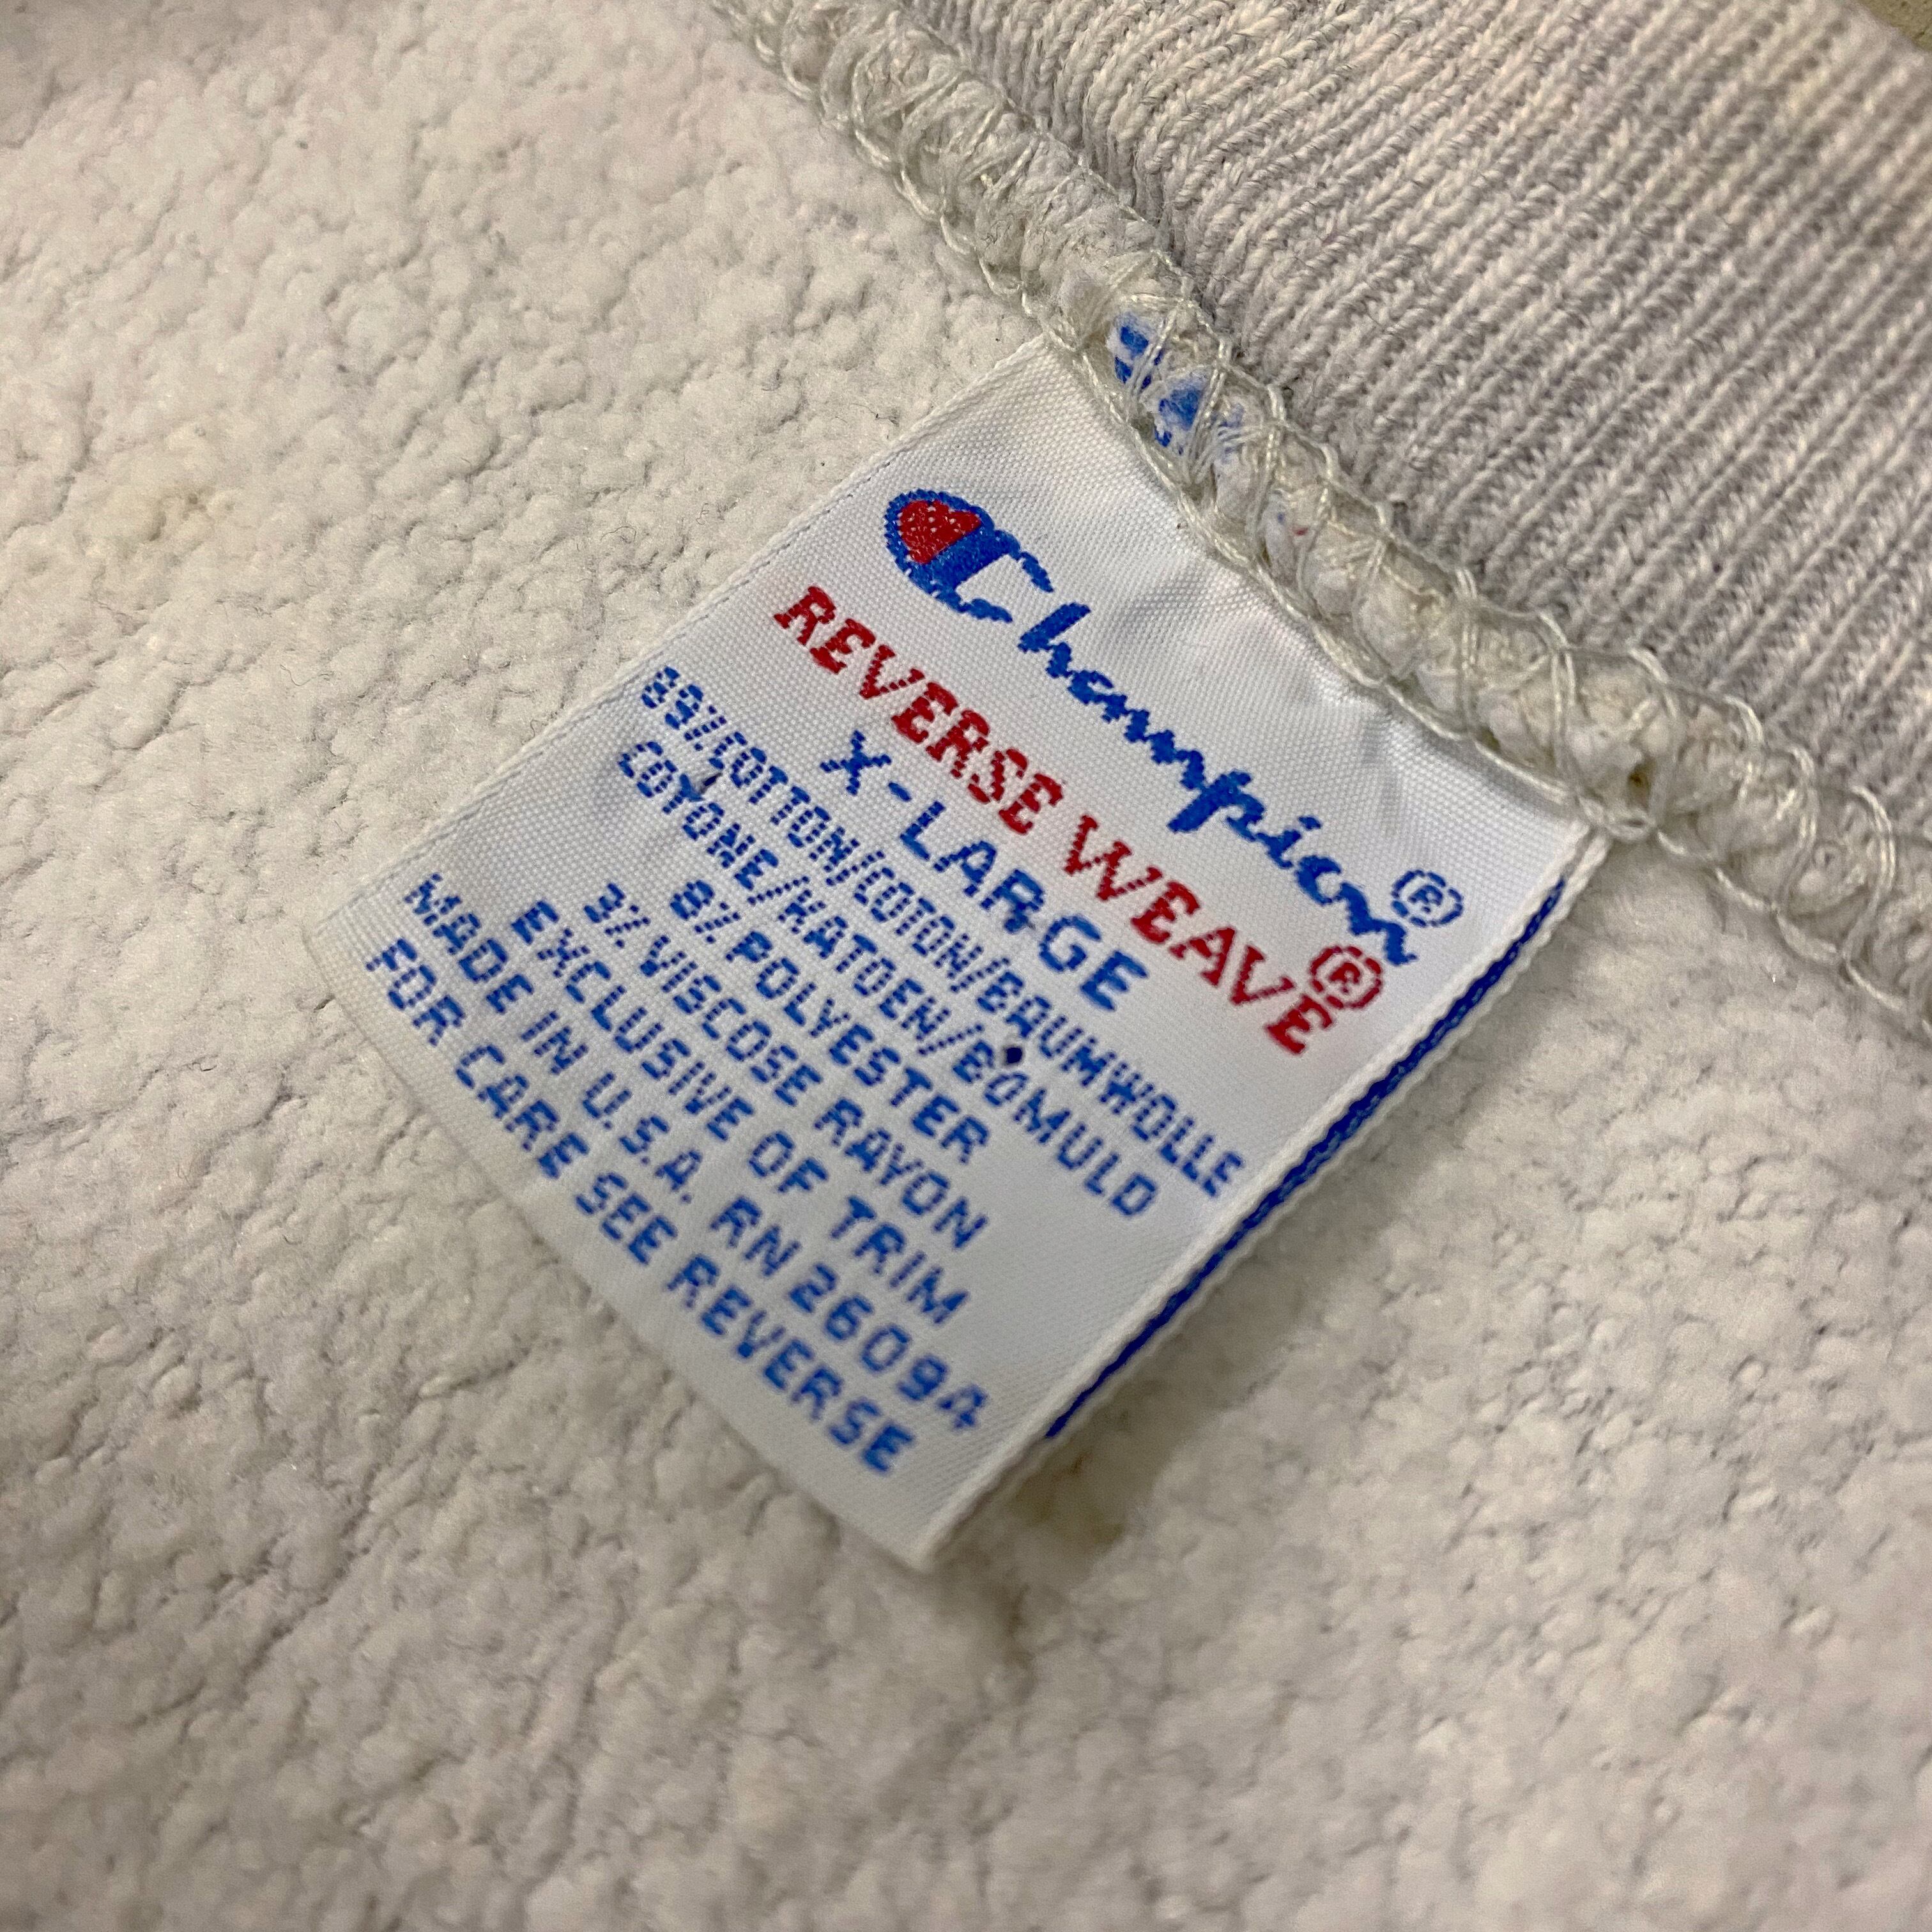 Champion®
REVERSE WEAVE®
X-LARGE
89% COTTON/COTON/BAUMWOLLE
COYONE/KATOEN/BOMULD
8% POLYESTER
3% VISCOSE RAYON
EXCLUSIVE OF TRIM
MADE IN U.S.A. RN 26094
FOR CARE SEE REVERSE